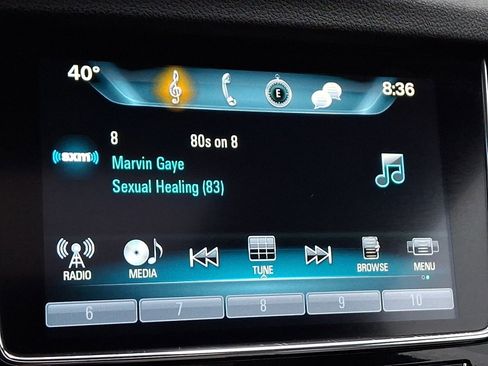 40° 8:36
E
8 80s on 8
((sxm))
Marvin Gaye
Sexual Healing (83)
RADIO MEDIA TUNE BROWSE MENU
6 7 8 9 10